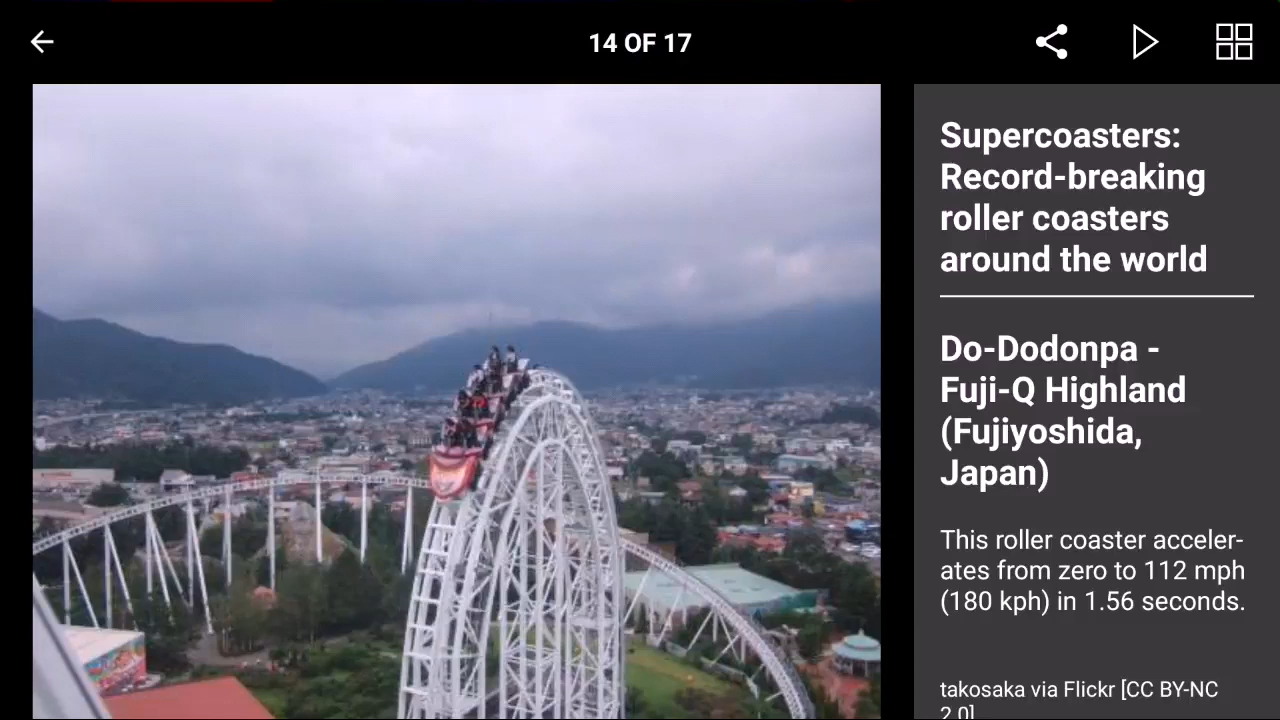 14 OF 17
Supercoasters:
Record-breaking
roller coasters
around the world
Do-Dodonpa -
Fuji-Q Highland
(Fujiyoshida,
Japan)
This roller coaster acceler-
ates from zero to 112 mph
(180 kph) in 1.56 seconds.
takosaka via Flickr [CC BY-NC
2.0]